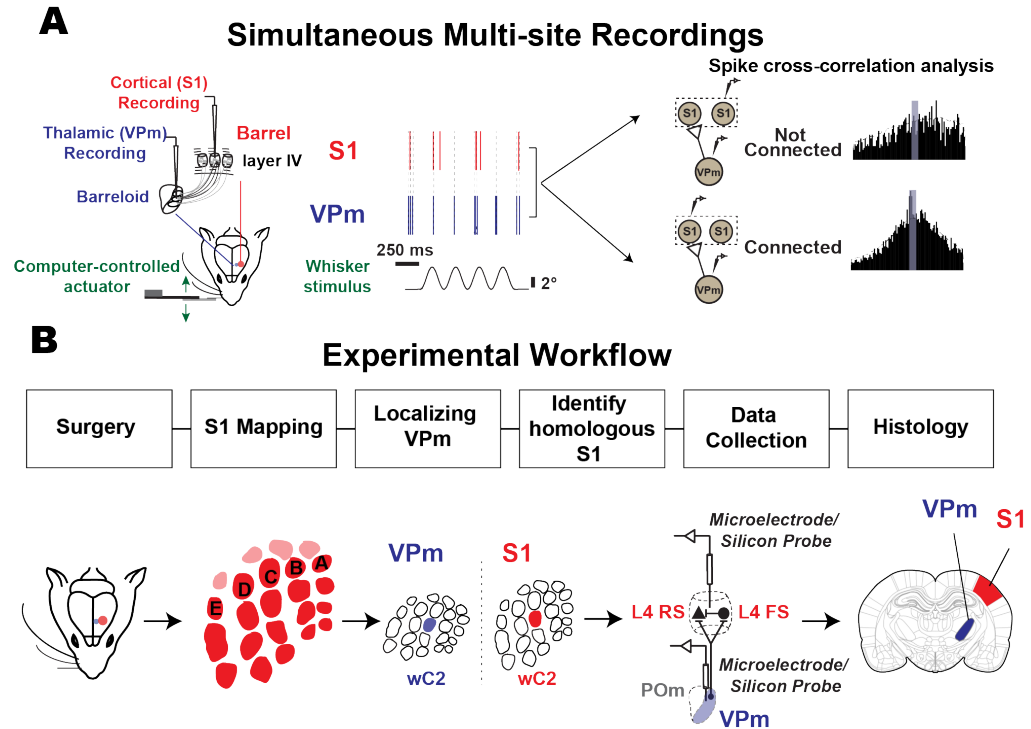 A
Simultaneous Multi-site Recordings
Cortical (S1)
Recording
Thalamic (VPm)
Recording
Barrel
layer IV
Barreloid
Computer-controlled
actuator
S1
VPm
250 ms
Whisker
stimulus
2°
Spike cross-correlation analysis
S1
S1
VPm
Not
Connected
S1
S1
VPm
Connected
B
Experimental Workflow
Surgery
S1 Mapping
Localizing
VPm
Identify
homologous
S1
Data
Collection
Histology
E
D
C
B
A
VPm
wC2
S1
wC2
Microelectrode/
Silicon Probe
L4 RS
L4 FS
Microelectrode/
Silicon Probe
POm
VPm
VPm
S1